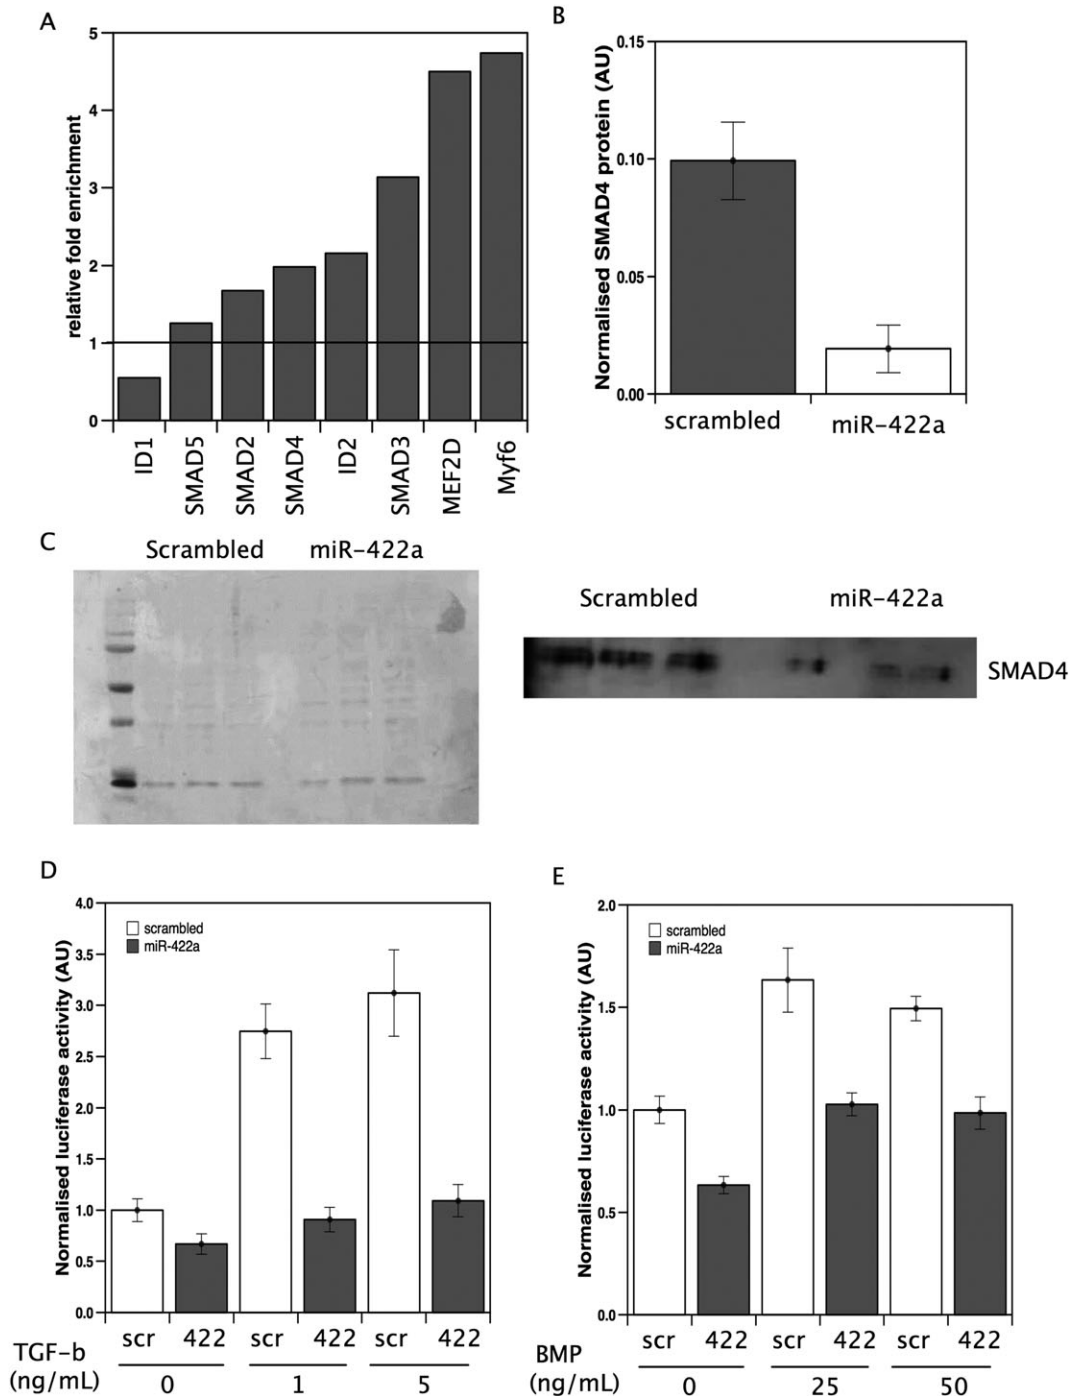 A
5
4
3
2
1
0
relative fold enrichment
ID1
SMAD5
SMAD2
SMAD4
ID2
SMAD3
MEF2D
Myf6
B
0.15
0.10
0.05
0.00
Normalised SMAD4 protein (AU)
scrambled
miR-422a
C
Scrambled
miR-422a
Scrambled
miR-422a
SMAD4
D
4.0
3.5
3.0
2.5
2.0
1.5
1.0
0.5
0.0
Normalised luciferase activity (AU)
scrambled
miR-422a
scr 422 scr 422 scr 422
TGF-b
(ng/mL) 0 1 5
E
2.0
1.5
1.0
0.5
0.0
Normalised luciferase activity (AU)
scrambled
miR-422a
scr 422 scr 422 scr 422
BMP
(ng/mL) 0 25 50